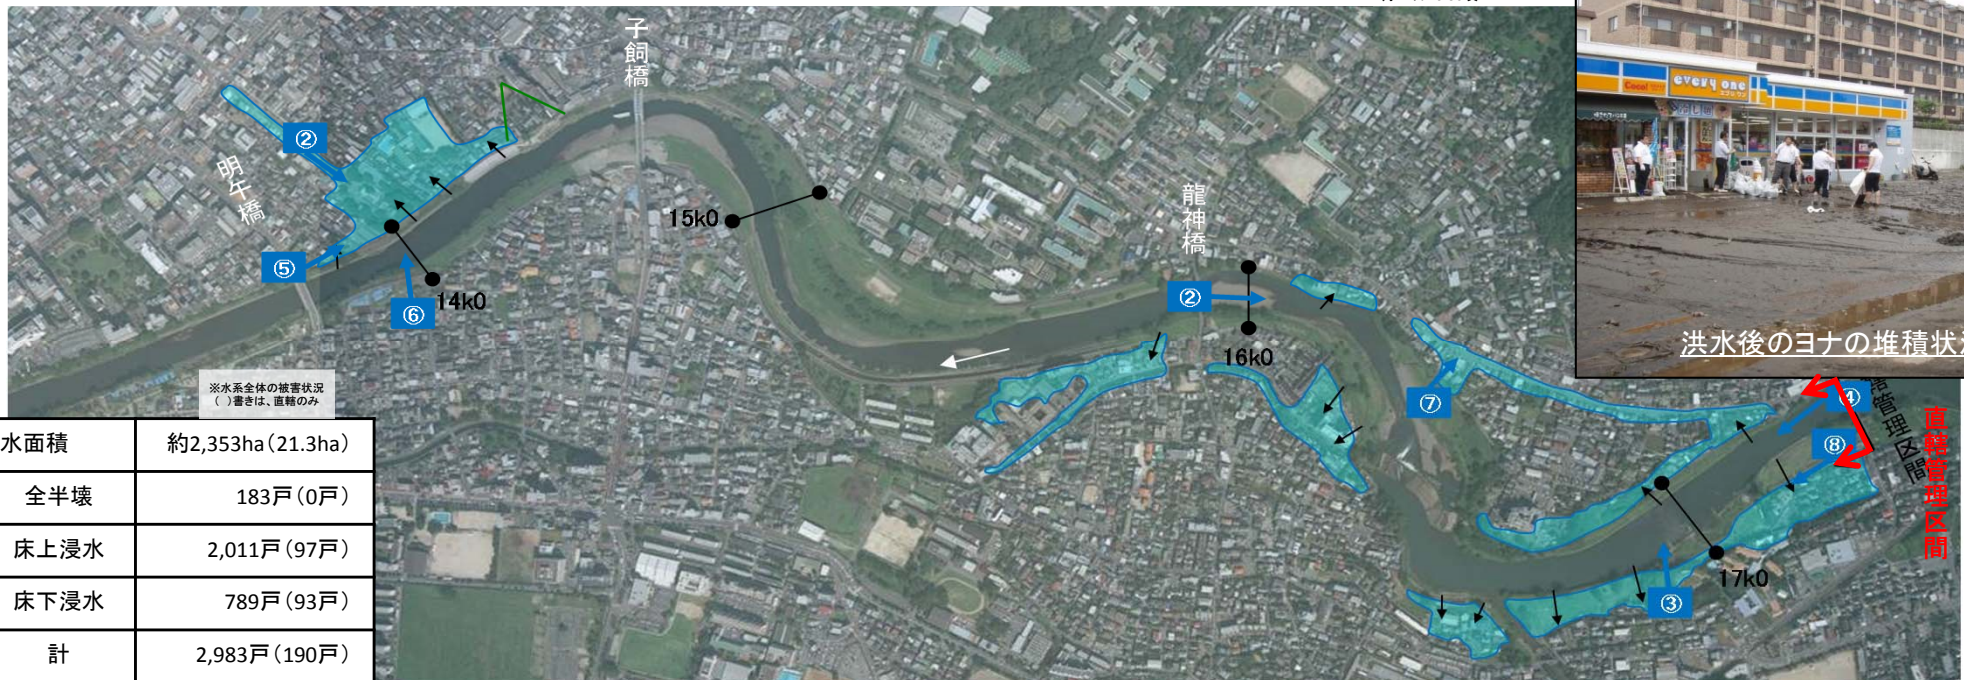 子飼橋
明午橋
龍神橋
②
⑤
⑥
14k0
15k0
②
16k0
⑦
④
⑧
③
17k0
管理区間
直轄管理区間
every one
Coco!
洪水後のヨナの堆積状況
※水系全体の被害状況
( )書きは、直轄のみ
水面積 約2,353ha(21.3ha)
全半壊 183戸(0戸)
床上浸水 2,011戸(97戸)
床下浸水 789戸(93戸)
計 2,983戸(190戸)